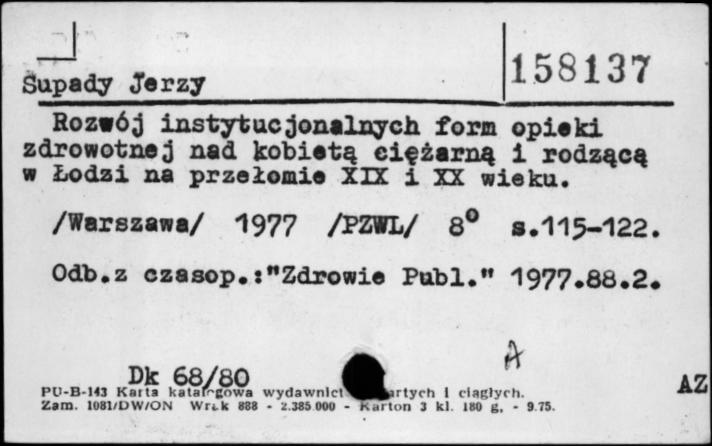 158137
Supady Jerzy
Rozwój instytucjonalnych form opieki
zdrowotnej nad kobietą ciężarną i rodzącą
w Łodzi na przełomie XIX i XX wieku.
/Warszawa/ 1977 /PZWL/ 8° s.115-122.
Odb.z czasop.:"Zdrowie Publ." 1977.88.2.
Dk 68/80
AZ
PU-B-143 Karta katalogowa wydawnict i ciągłych.
Zam. 1081/DW/ON 888 - 2.385.000 - Karton 3 kl. 180 g, - 9.75.